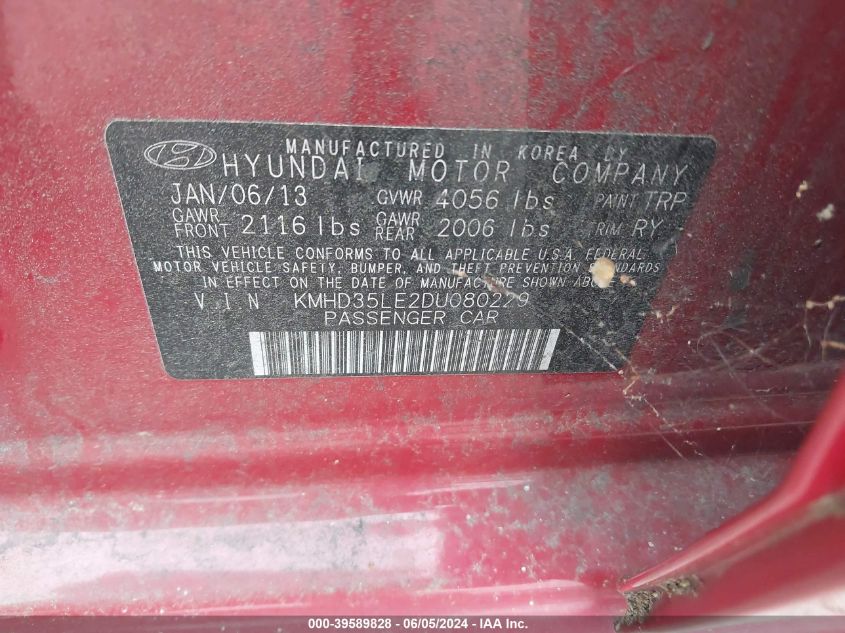 MANUFACTURED IN KOREA BY
HYUNDAI MOTOR COMPANY
JAN/06/13 GVWR 4056 lbs PAINT TRP
GAWR FRONT 2116 lbs GAWR REAR 2006 lbs TRIM RY
THIS VEHICLE CONFORMS TO ALL APPLICABLE U.S.A. FEDERAL
MOTOR VEHICLE SAFETY, BUMPER, AND THEFT PREVENTION STANDARDS
IN EFFECT ON THE DATE OF MANUFACTURE SHOWN ABOVE
VIN KMHD35LE2DU080229
PASSENGER CAR
000-39589828 - 06/05/2024 - IAA Inc.